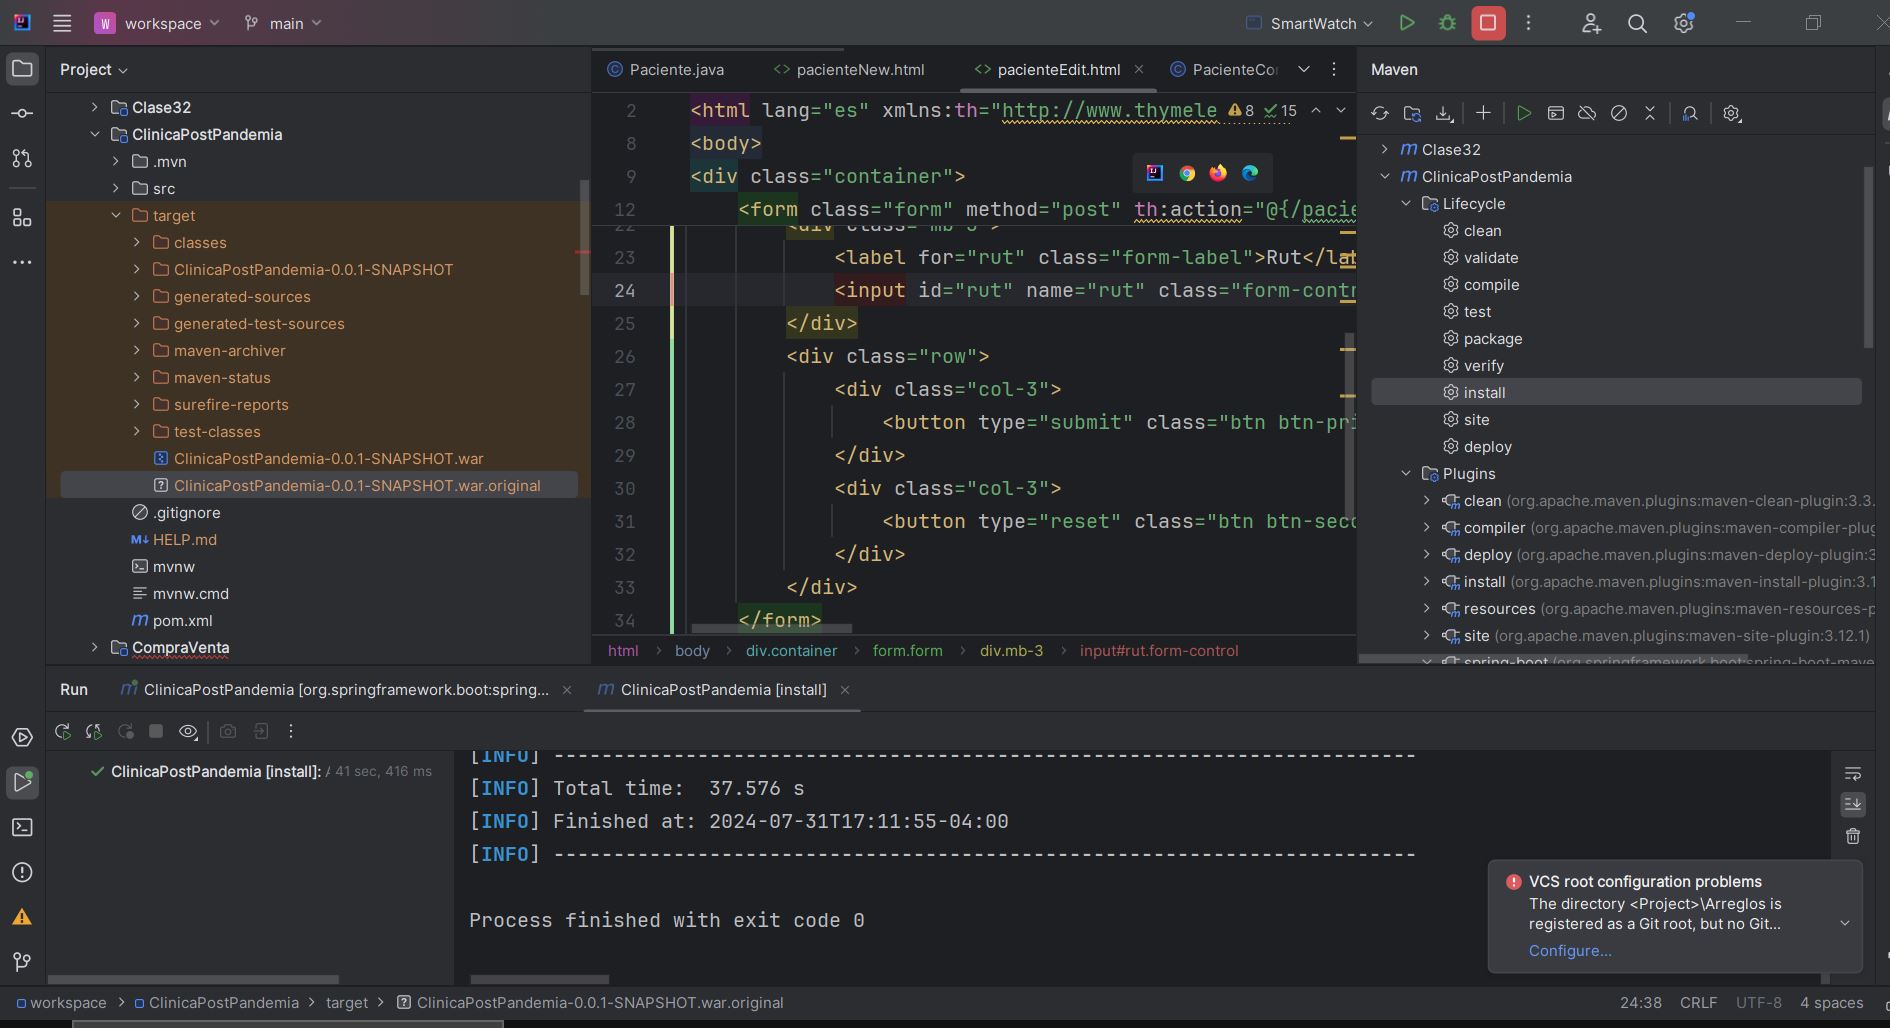 W workspace main SmartWatch
Project
Clase32
ClinicaPostPandemia
.mvn
src
target
classes
ClinicaPostPandemia-0.0.1-SNAPSHOT
generated-sources
generated-test-sources
maven-archiver
maven-status
surefire-reports
test-classes
ClinicaPostPandemia-0.0.1-SNAPSHOT.war
ClinicaPostPandemia-0.0.1-SNAPSHOT.war.original
.gitignore
HELP.md
mvnw
mvnw.cmd
pom.xml
CompraVenta
Paciente.java pacienteNew.html pacienteEdit.html PacienteCo
2 <html lang="es" xmlns:th="http://www.thymele 8 15
8 <body>
9 <div class="container">
12 <form class="form" method="post" th:action="@{/pacie
22 <div class="mb-3">
23 <label for="rut" class="form-label">Rut</lab
24 <input id="rut" name="rut" class="form-contr
25 </div>
26 <div class="row">
27 <div class="col-3">
28 <button type="submit" class="btn btn-pri
29 </div>
30 <div class="col-3">
31 <button type="reset" class="btn btn-seco
32 </div>
33 </div>
34 </form>
html body div.container form.form div.mb-3 input#rut.form-control
Maven
Clase32
ClinicaPostPandemia
Lifecycle
clean
validate
compile
test
package
verify
install
site
deploy
Plugins
clean (org.apache.maven.plugins:maven-clean-plugin:3.3.
compiler (org.apache.maven.plugins:maven-compiler-plug
deploy (org.apache.maven.plugins:maven-deploy-plugin:3
install (org.apache.maven.plugins:maven-install-plugin:3.1
resources (org.apache.maven.plugins:maven-resources-p
site (org.apache.maven.plugins:maven-site-plugin:3.12.1)
spring-boot (org.springframework.boot:spring-boot-mave
Run ClinicaPostPandemia [org.springframework.boot:spring... ClinicaPostPandemia [install]
ClinicaPostPandemia [install]: 41 sec, 416 ms
[INFO] ------------------------------------------------------------------------
[INFO] Total time:  37.576 s
[INFO] Finished at: 2024-07-31T17:11:55-04:00
[INFO] ------------------------------------------------------------------------
Process finished with exit code 0
VCS root configuration problems
The directory <Project>\Arreglos is
registered as a Git root, but no Git...
Configure...
workspace ClinicaPostPandemia target ClinicaPostPandemia-0.0.1-SNAPSHOT.war.original 24:38 CRLF UTF-8 4 spaces